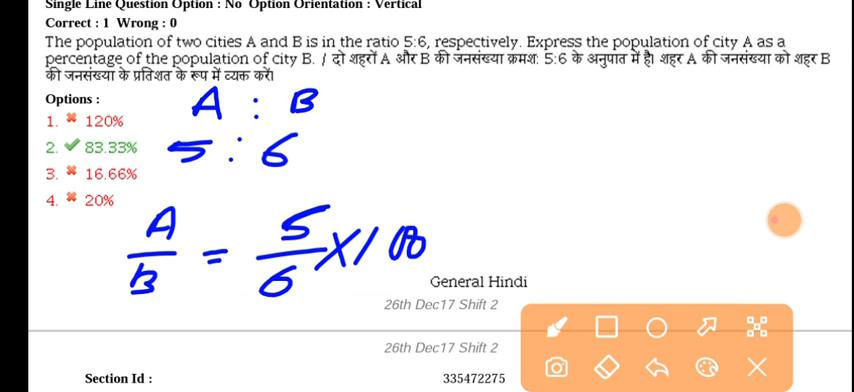 Single Line Question Option : No Option Orientation : Vertical
Correct : 1 Wrong : 0
The population of two cities A and B is in the ratio 5:6, respectively. Express the population of city A as a
percentage of the population of city B. / दो शहरों A और B की जनसंख्या क्रमश: 5:6 के अनुपात में है। शहर A की जनसंख्या को शहर B
की जनसंख्या के प्रतिशत के रूप में व्यक्त करें।
Options :
1. 120%
2. 83.33%
3. 16.66%
4. 20%
A : B
5 : 6
A/B = 5/6 X 100
General Hindi
26th Dec17 Shift 2
26th Dec17 Shift 2
Section Id : 335472275